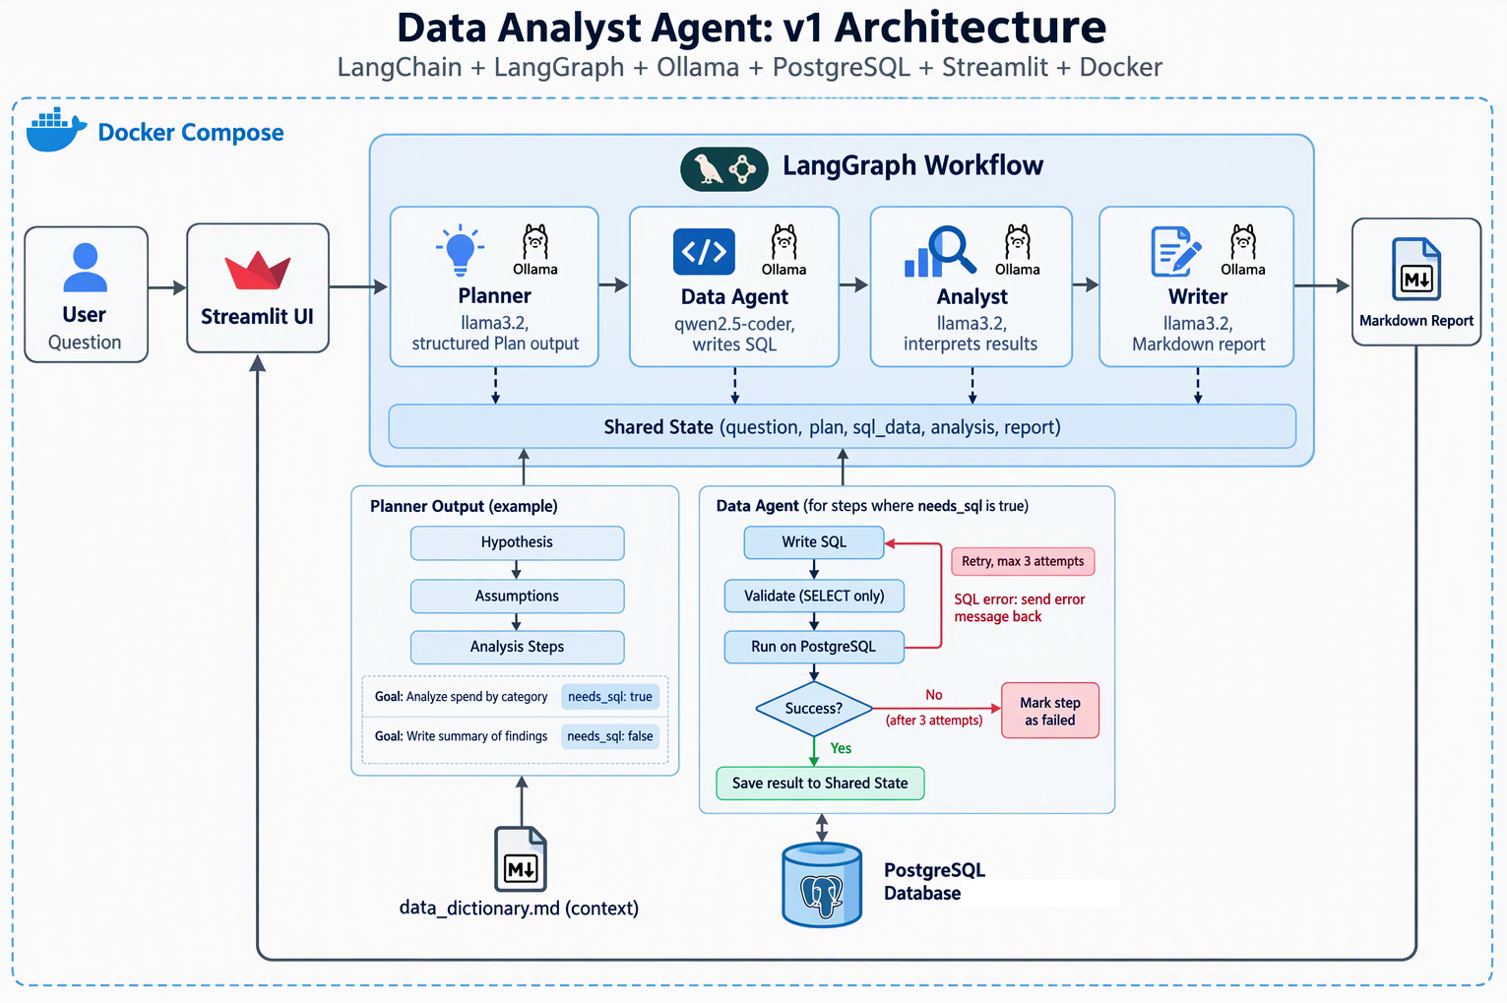 Data Analyst Agent: v1 Architecture
LangChain + LangGraph + Ollama + PostgreSQL + Streamlit + Docker
Docker Compose
LangGraph Workflow
User
Question
Streamlit UI
Ollama
Planner
llama3.2,
structured Plan output
Ollama
Data Agent
qwen2.5-coder,
writes SQL
Ollama
Analyst
llama3.2,
interprets results
Ollama
Writer
llama3.2,
Markdown report
M↓
Markdown Report
Shared State (question, plan, sql_data, analysis, report)
Planner Output (example)
Hypothesis
Assumptions
Analysis Steps
Goal: Analyze spend by category
needs_sql: true
Goal: Write summary of findings
needs_sql: false
M↓
data_dictionary.md (context)
Data Agent (for steps where needs_sql is true)
Write SQL
Retry, max 3 attempts
Validate (SELECT only)
SQL error: send error
message back
Run on PostgreSQL
Success?
No
(after 3 attempts)
Mark step
as failed
Yes
Save result to Shared State
PostgreSQL
Database